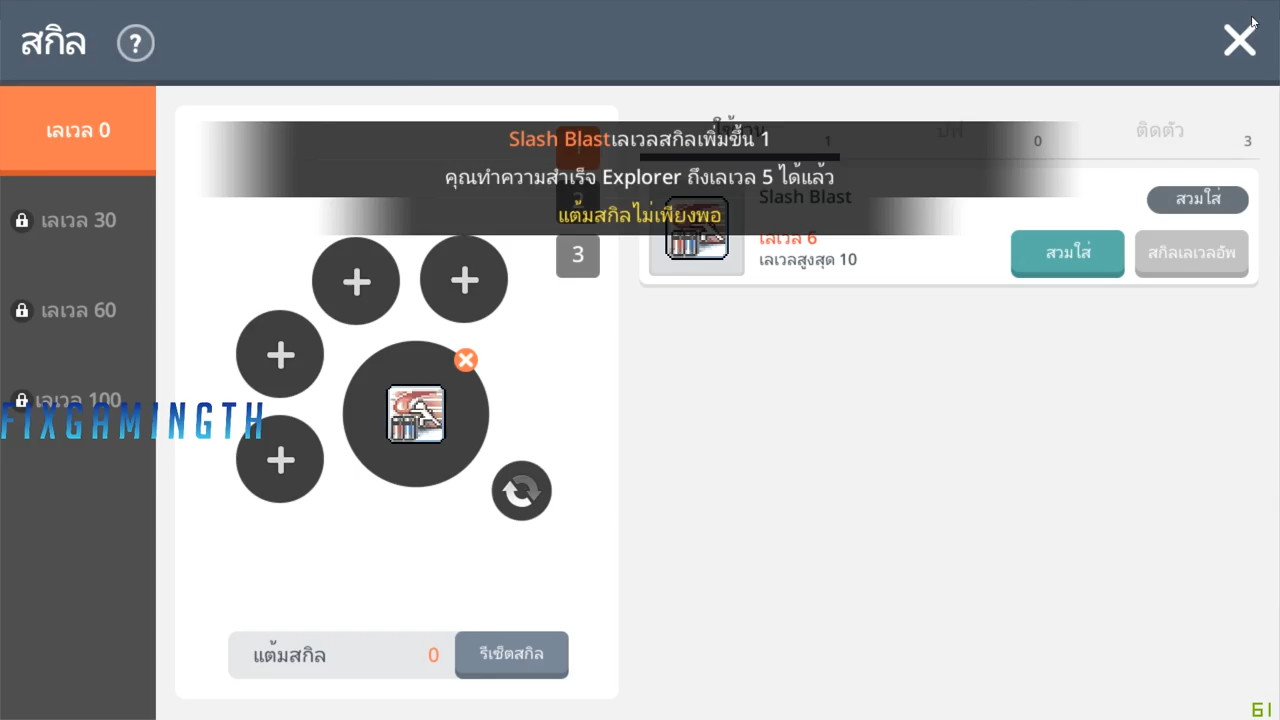 สกิล ?
เลเวล 0
เลเวล 30
เลเวล 60
เลเวล 100
FIXGAMINGTH
Slash Blastเลเวลสกิลเพิ่มขึ้น 1
คุณทำความสำเร็จ Explorer ถึงเลเวล 5 ได้แล้ว
แต้มสกิลไม่เพียงพอ
3
1
0
ติดตัว
3
Slash Blast
สวมใส่
เลเวล 6
เลเวลสูงสุด 10
สวมใส่
สกิลเลเวลอัพ
แต้มสกิล 0
รีเซ็ตสกิล
61